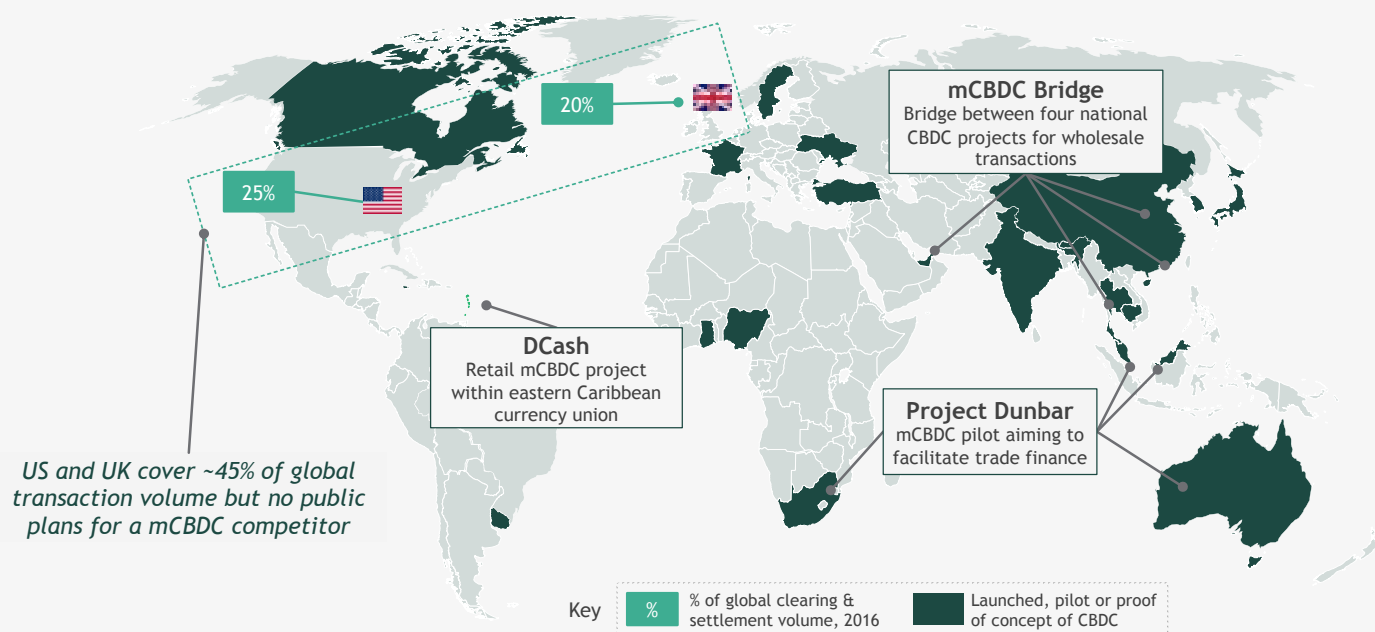 mCBDC Bridge
Bridge between four national
CBDC projects for wholesale
transactions
20%
25%
DCash
Retail mCBDC project
within eastern Caribbean
currency union
Project Dunbar
mCBDC pilot aiming to
facilitate trade finance
US and UK cover ~45% of global
transaction volume but no public
plans for a mCBDC competitor
Key
%
% of global clearing &
settlement volume, 2016
Launched, pilot or proof
of concept of CBDC